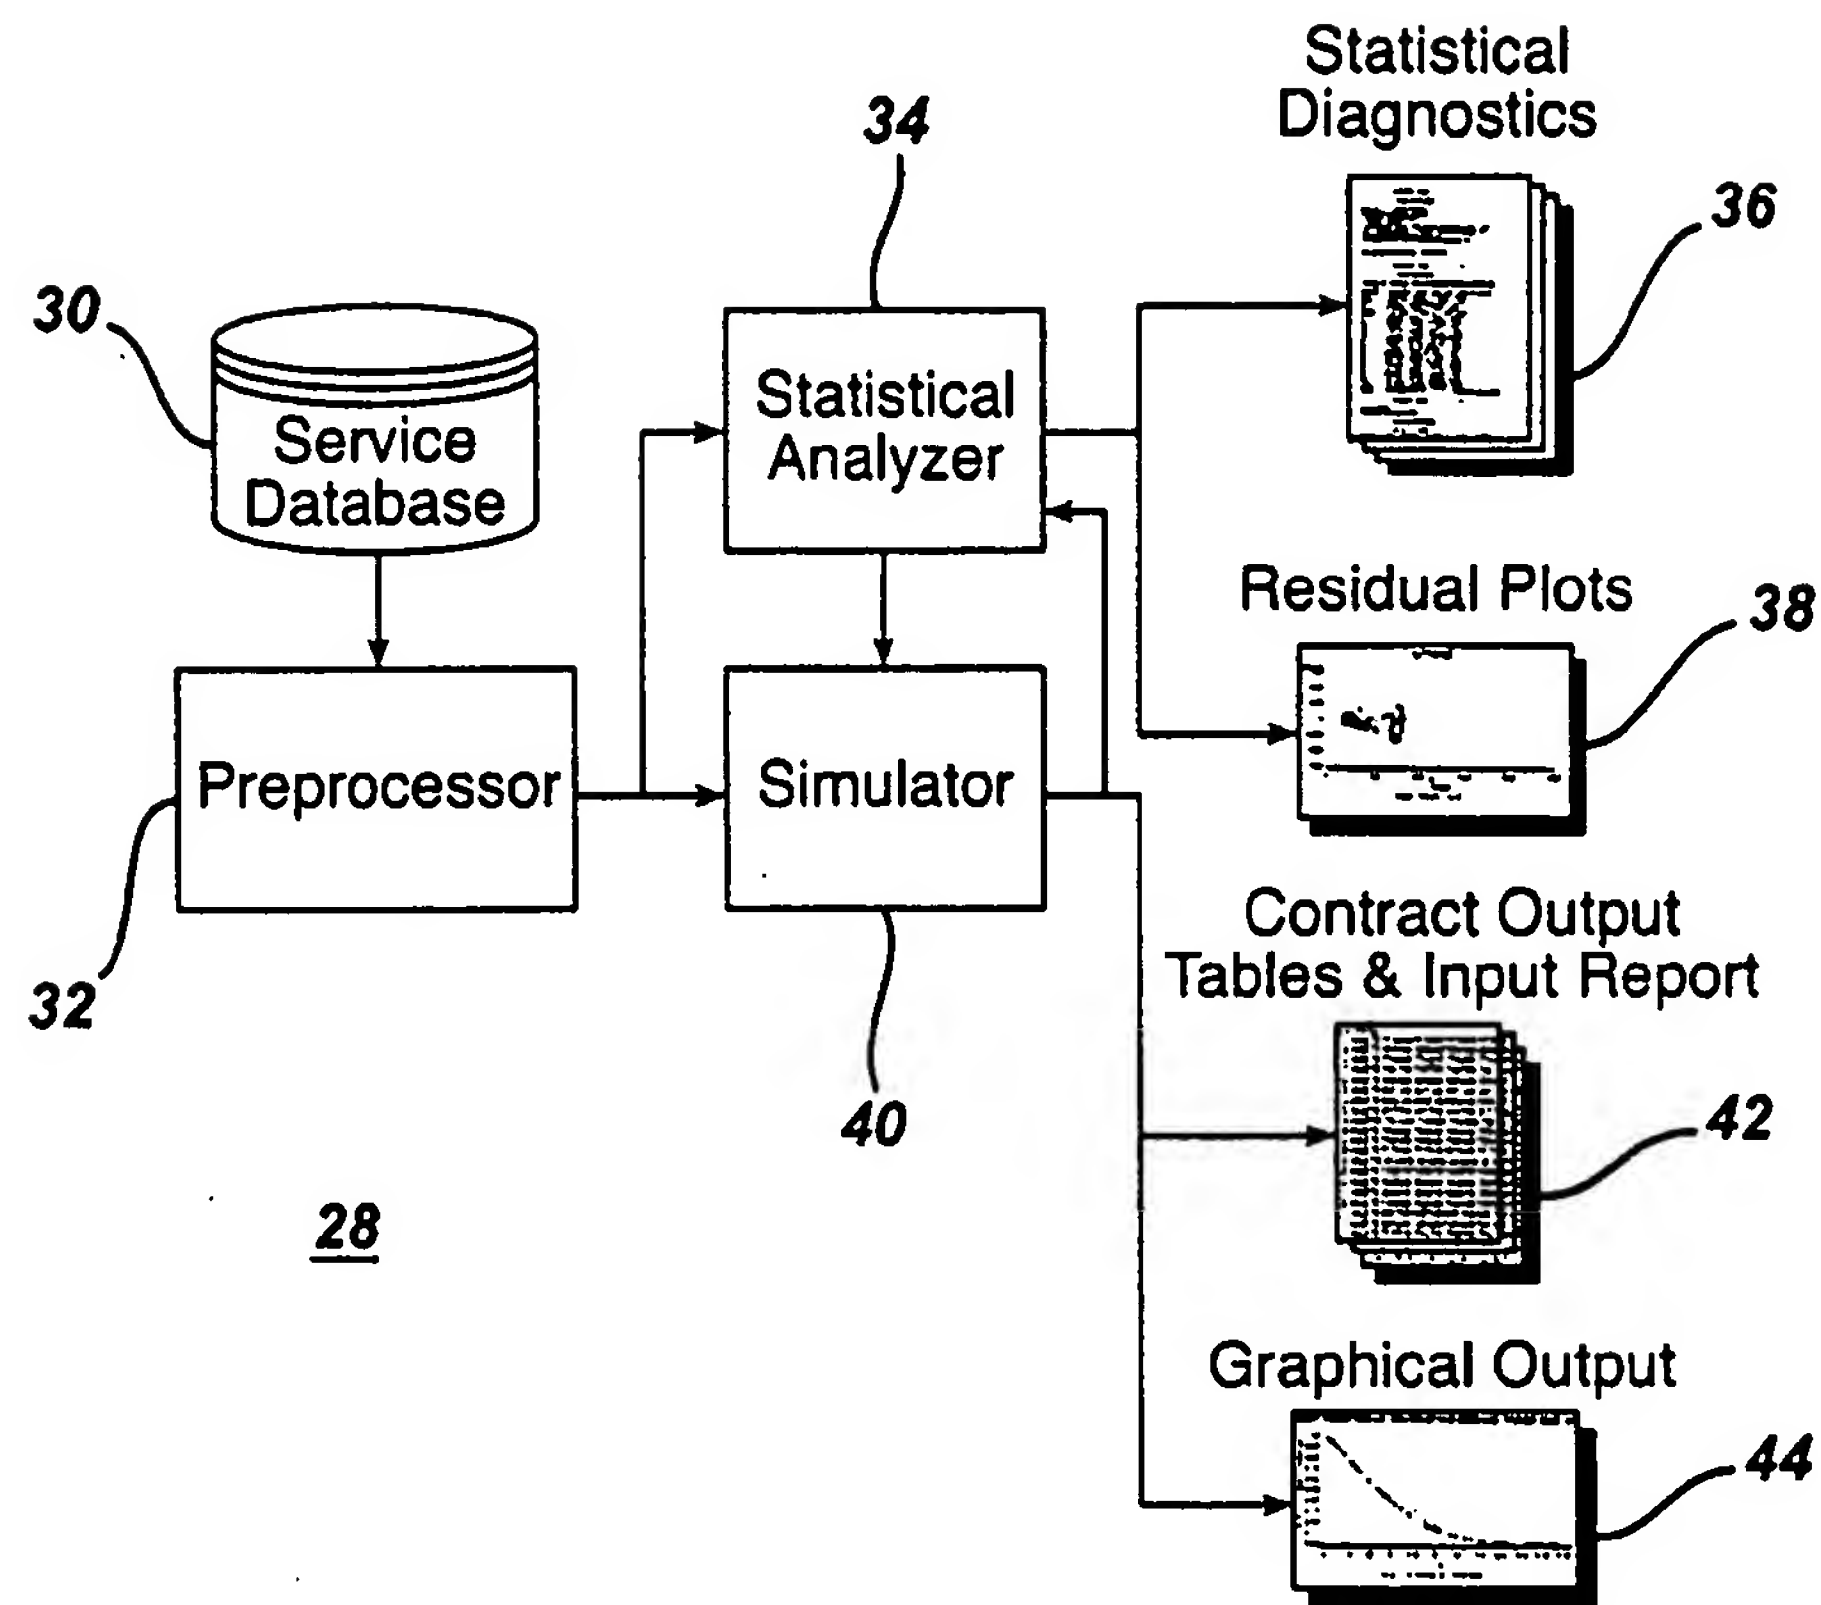 Statistical
Diagnostics
34
36
30
Service
Database
Statistical
Analyzer
Residual Plots
38
Preprocessor
Simulator
Contract Output
Tables & Input Report
32
40
42
28
Graphical Output
44